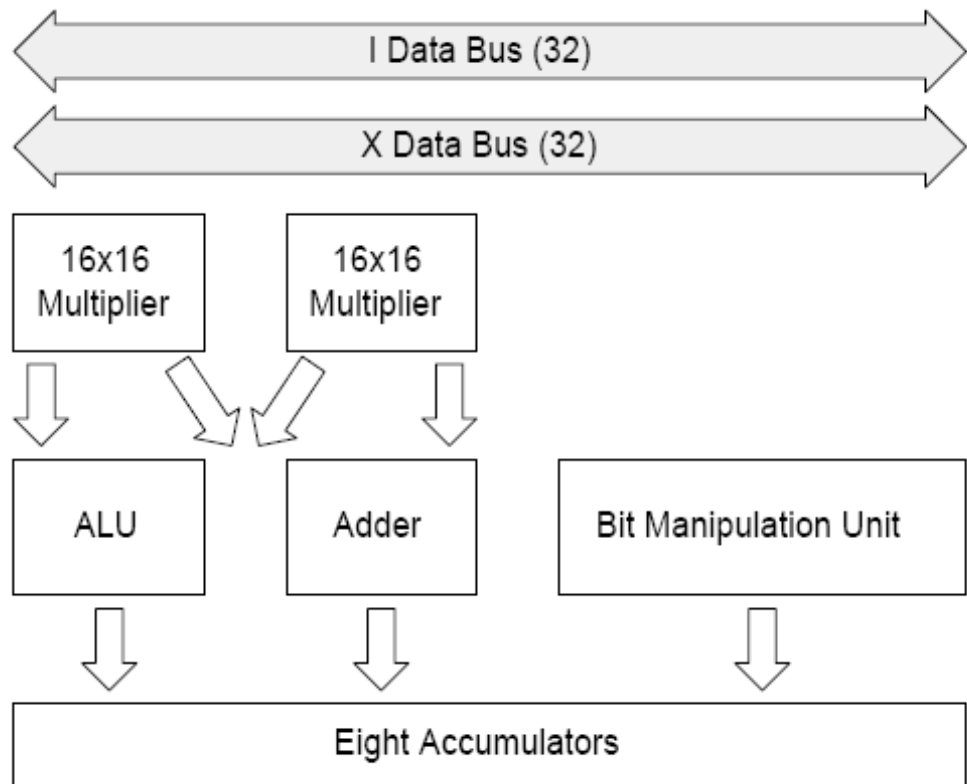 I Data Bus (32)
X Data Bus (32)
16x16
Multiplier
16x16
Multiplier
ALU
Adder
Bit Manipulation Unit
Eight Accumulators